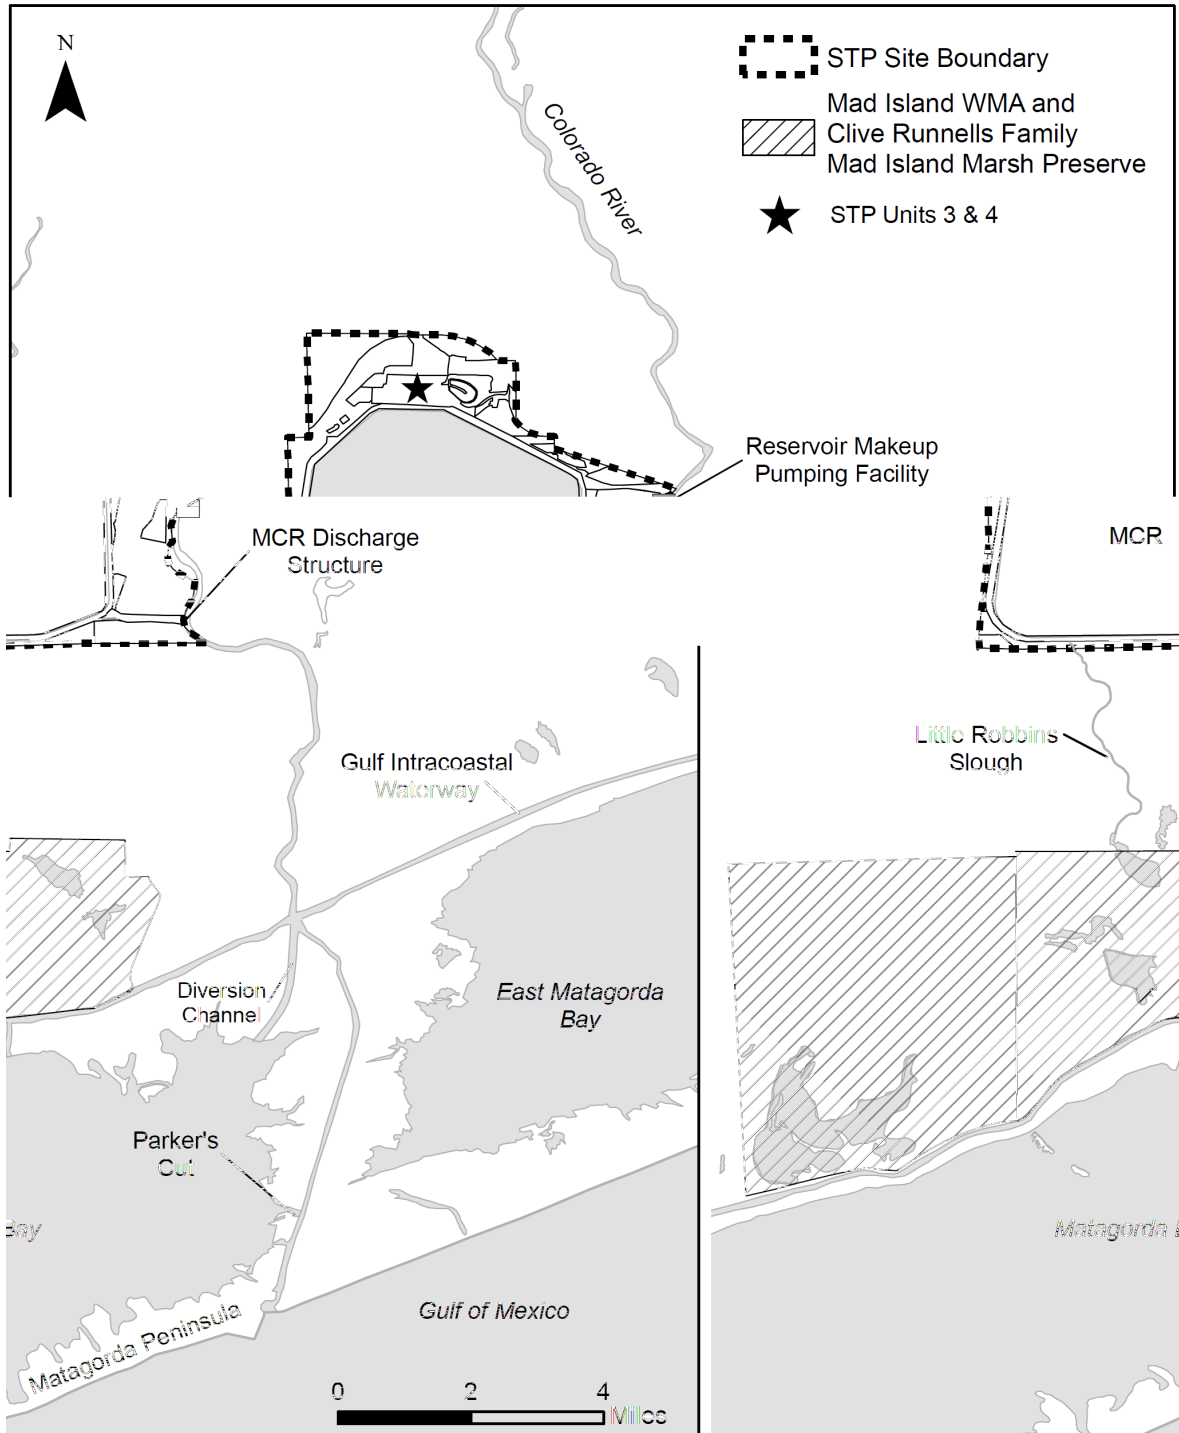 N
STP Site Boundary
Mad Island WMA and
Clive Runnells Family
Mad Island Marsh Preserve
STP Units 3 & 4
Colorado River
Reservoir Makeup
Pumping Facility
MCR Discharge
Structure
MCR
Gulf Intracoastal
Waterway
Little Robbins
Slough
Diversion
Channel
East Matagorda
Bay
Parker's
Cut
Bay
Matagorda
Gulf of Mexico
Matagorda Peninsula
0 2 4
Miles